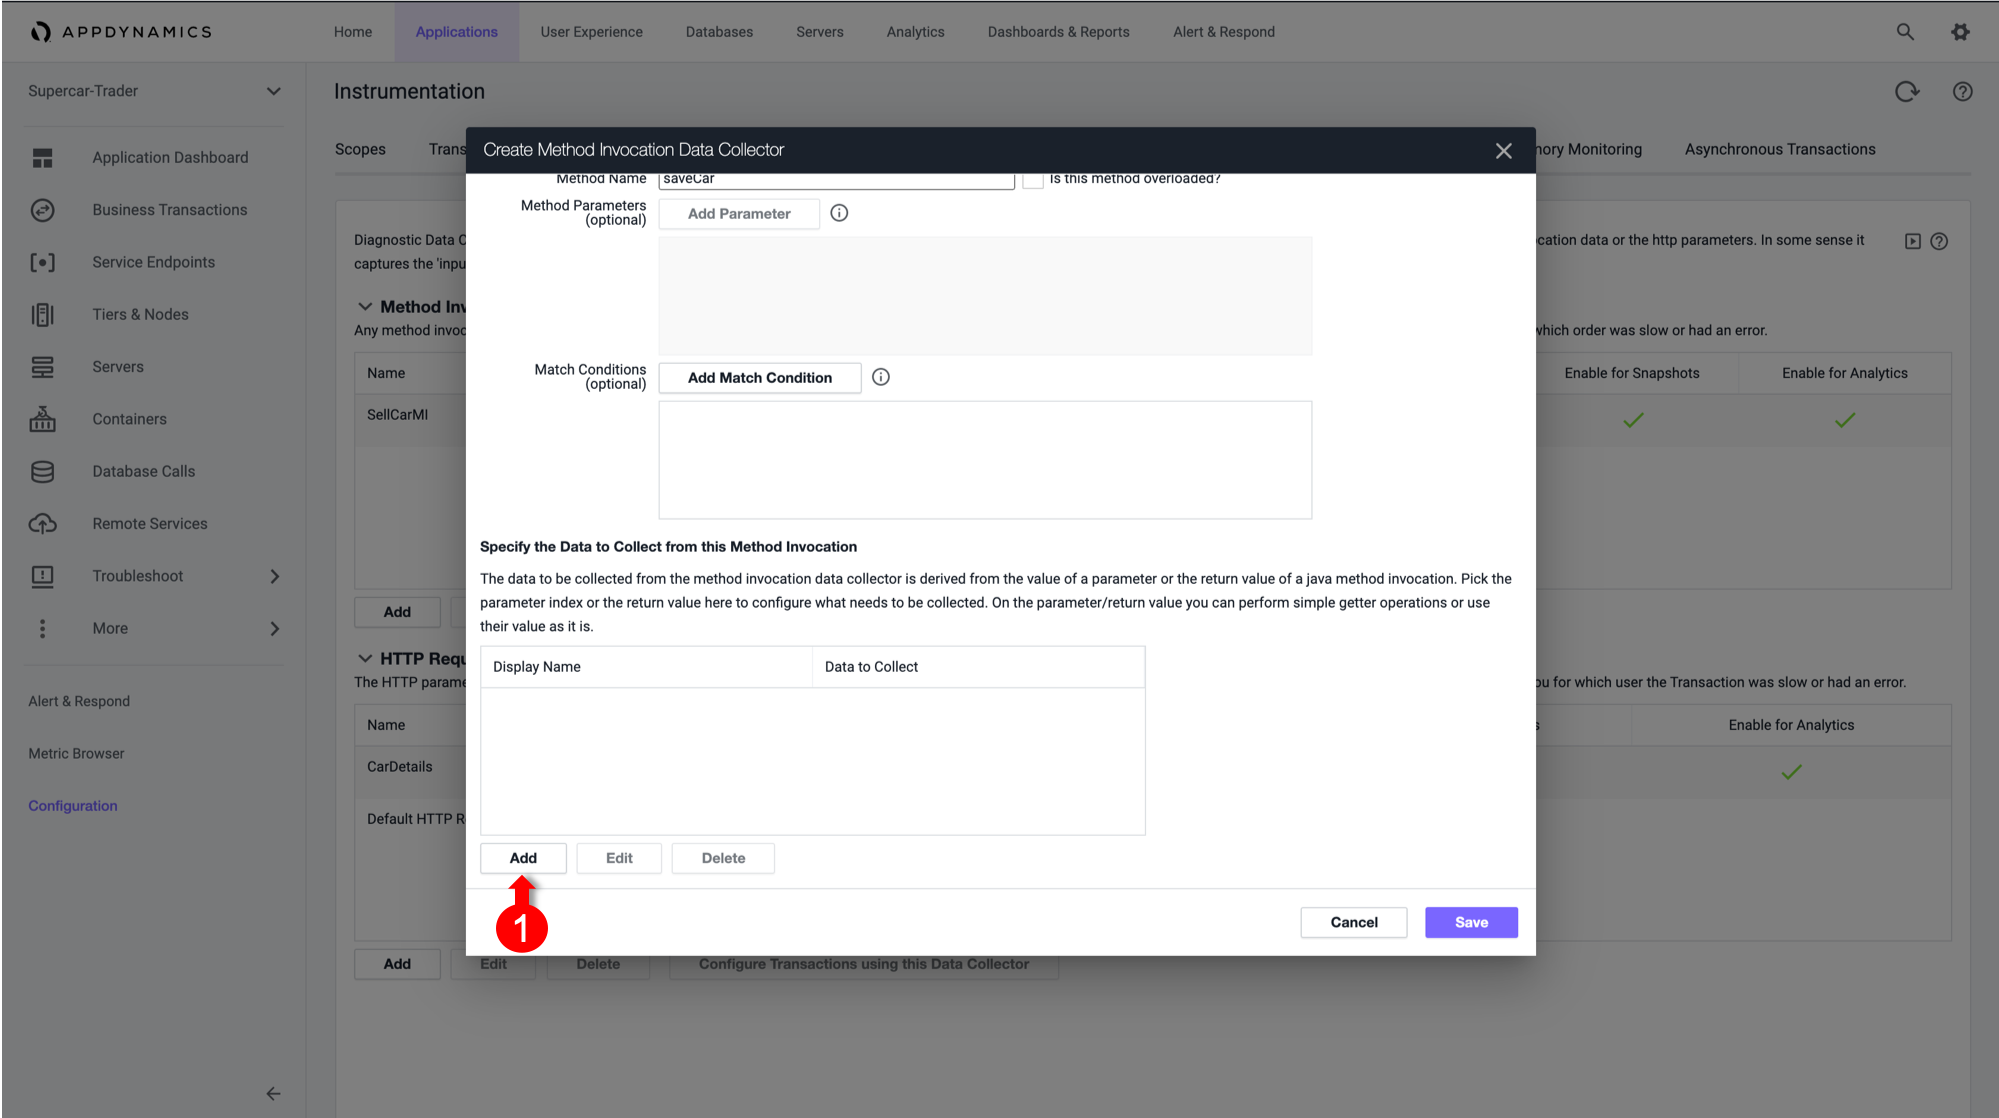 APPDYNAMICS
Home
Applications
User Experience
Databases
Servers
Analytics
Dashboards & Reports
Alert & Respond
Supercar-Trader
Instrumentation
Application Dashboard
Business Transactions
Service Endpoints
Tiers & Nodes
Servers
Containers
Database Calls
Remote Services
Troubleshoot
More
Alert & Respond
Metric Browser
Configuration
Scopes
Trans
ory Monitoring
Asynchronous Transactions
Diagnostic Data C
cation data or the http parameters. In some sense it
captures the 'inpu
Method Inv
Any method invoc
which order was slow or had an error.
Name
Enable for Snapshots
Enable for Analytics
SellCarMI
Add
HTTP Requ
The HTTP parame
ou for which user the Transaction was slow or had an error.
Name
s
Enable for Analytics
CarDetails
Default HTTP R
Add
Edit
Delete
Configure Transactions using this Data Collector
Create Method Invocation Data Collector
Method Name
saveCar
Is this method overloaded?
Method Parameters
(optional)
Add Parameter
Match Conditions
(optional)
Add Match Condition
Specify the Data to Collect from this Method Invocation
The data to be collected from the method invocation data collector is derived from the value of a parameter or the return value of a java method invocation. Pick the
parameter index or the return value here to configure what needs to be collected. On the parameter/return value you can perform simple getter operations or use
their value as it is.
Display Name
Data to Collect
Add
Edit
Delete
1
Cancel
Save